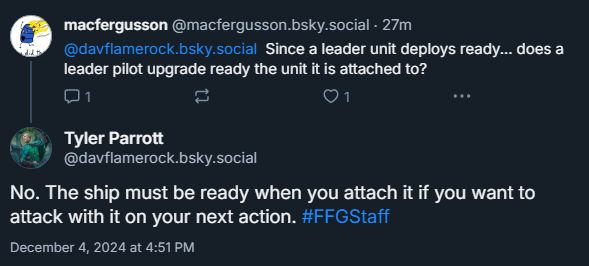 macfergusson @macfergusson.bsky.social · 27m
@davflamerock.bsky.social Since a leader unit deploys ready... does a
leader pilot upgrade ready the unit it is attached to?
1 1 ...
Tyler Parrott
@davflamerock.bsky.social
No. The ship must be ready when you attach it if you want to
attack with it on your next action. #FFGStaff
December 4, 2024 at 4:51 PM